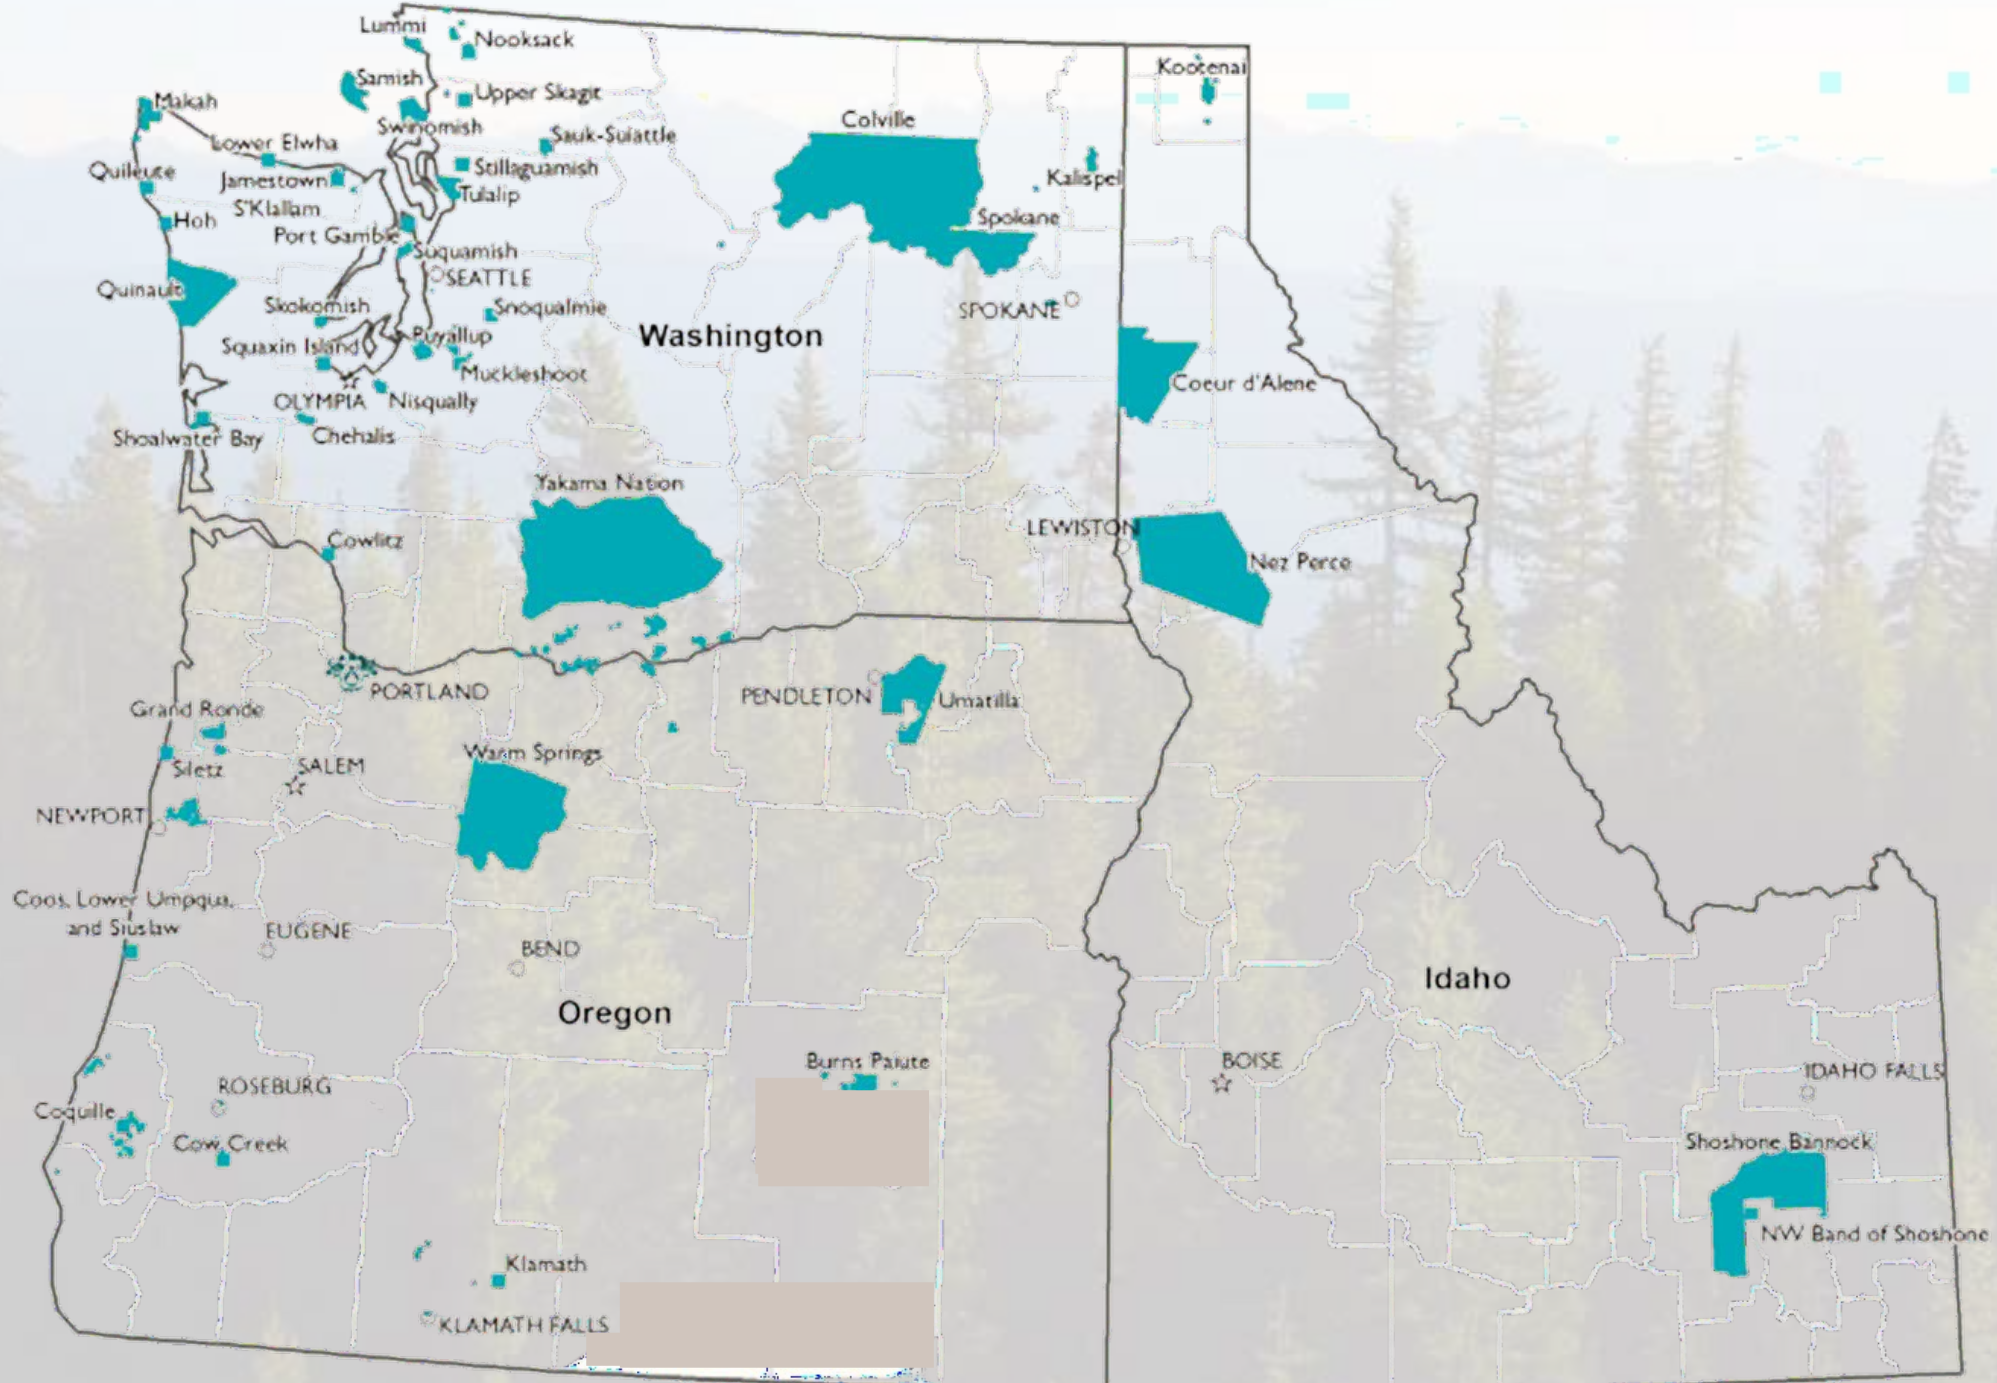 Lummi
Nooksack
Samish
Upper Skagit
Makah
Swinomish
Sauk-Suiattle
Lower Elwha
Stillaguamish
Quileute
Jamestown
S'Klallam
Tulalip
Hoh
Port Gamble
Suquamish
SEATTLE
Quinault
Skokomish
Snoqualmie
Squaxin Island
Puyallup
Muckleshoot
OLYMPIA
Nisqually
Shoalwater Bay
Chehalis
Washington
Colville
Kalispel
Kootenai
Spokane
SPOKANE
Coeur d'Alene
Yakama Nation
Cowlitz
LEWISTON
Nez Perce
PORTLAND
PENDLETON
Umatilla
Grand Ronde
Siletz
SALEM
Warm Springs
NEWPORT
Coos, Lower Umpqua,
and Siuslaw
EUGENE
BEND
Oregon
Idaho
Burns Paiute
BOISE
IDAHO FALLS
ROSEBURG
Coquille
Cow Creek
Shoshone Bannock
NW Band of Shoshone
Klamath
KLAMATH FALLS